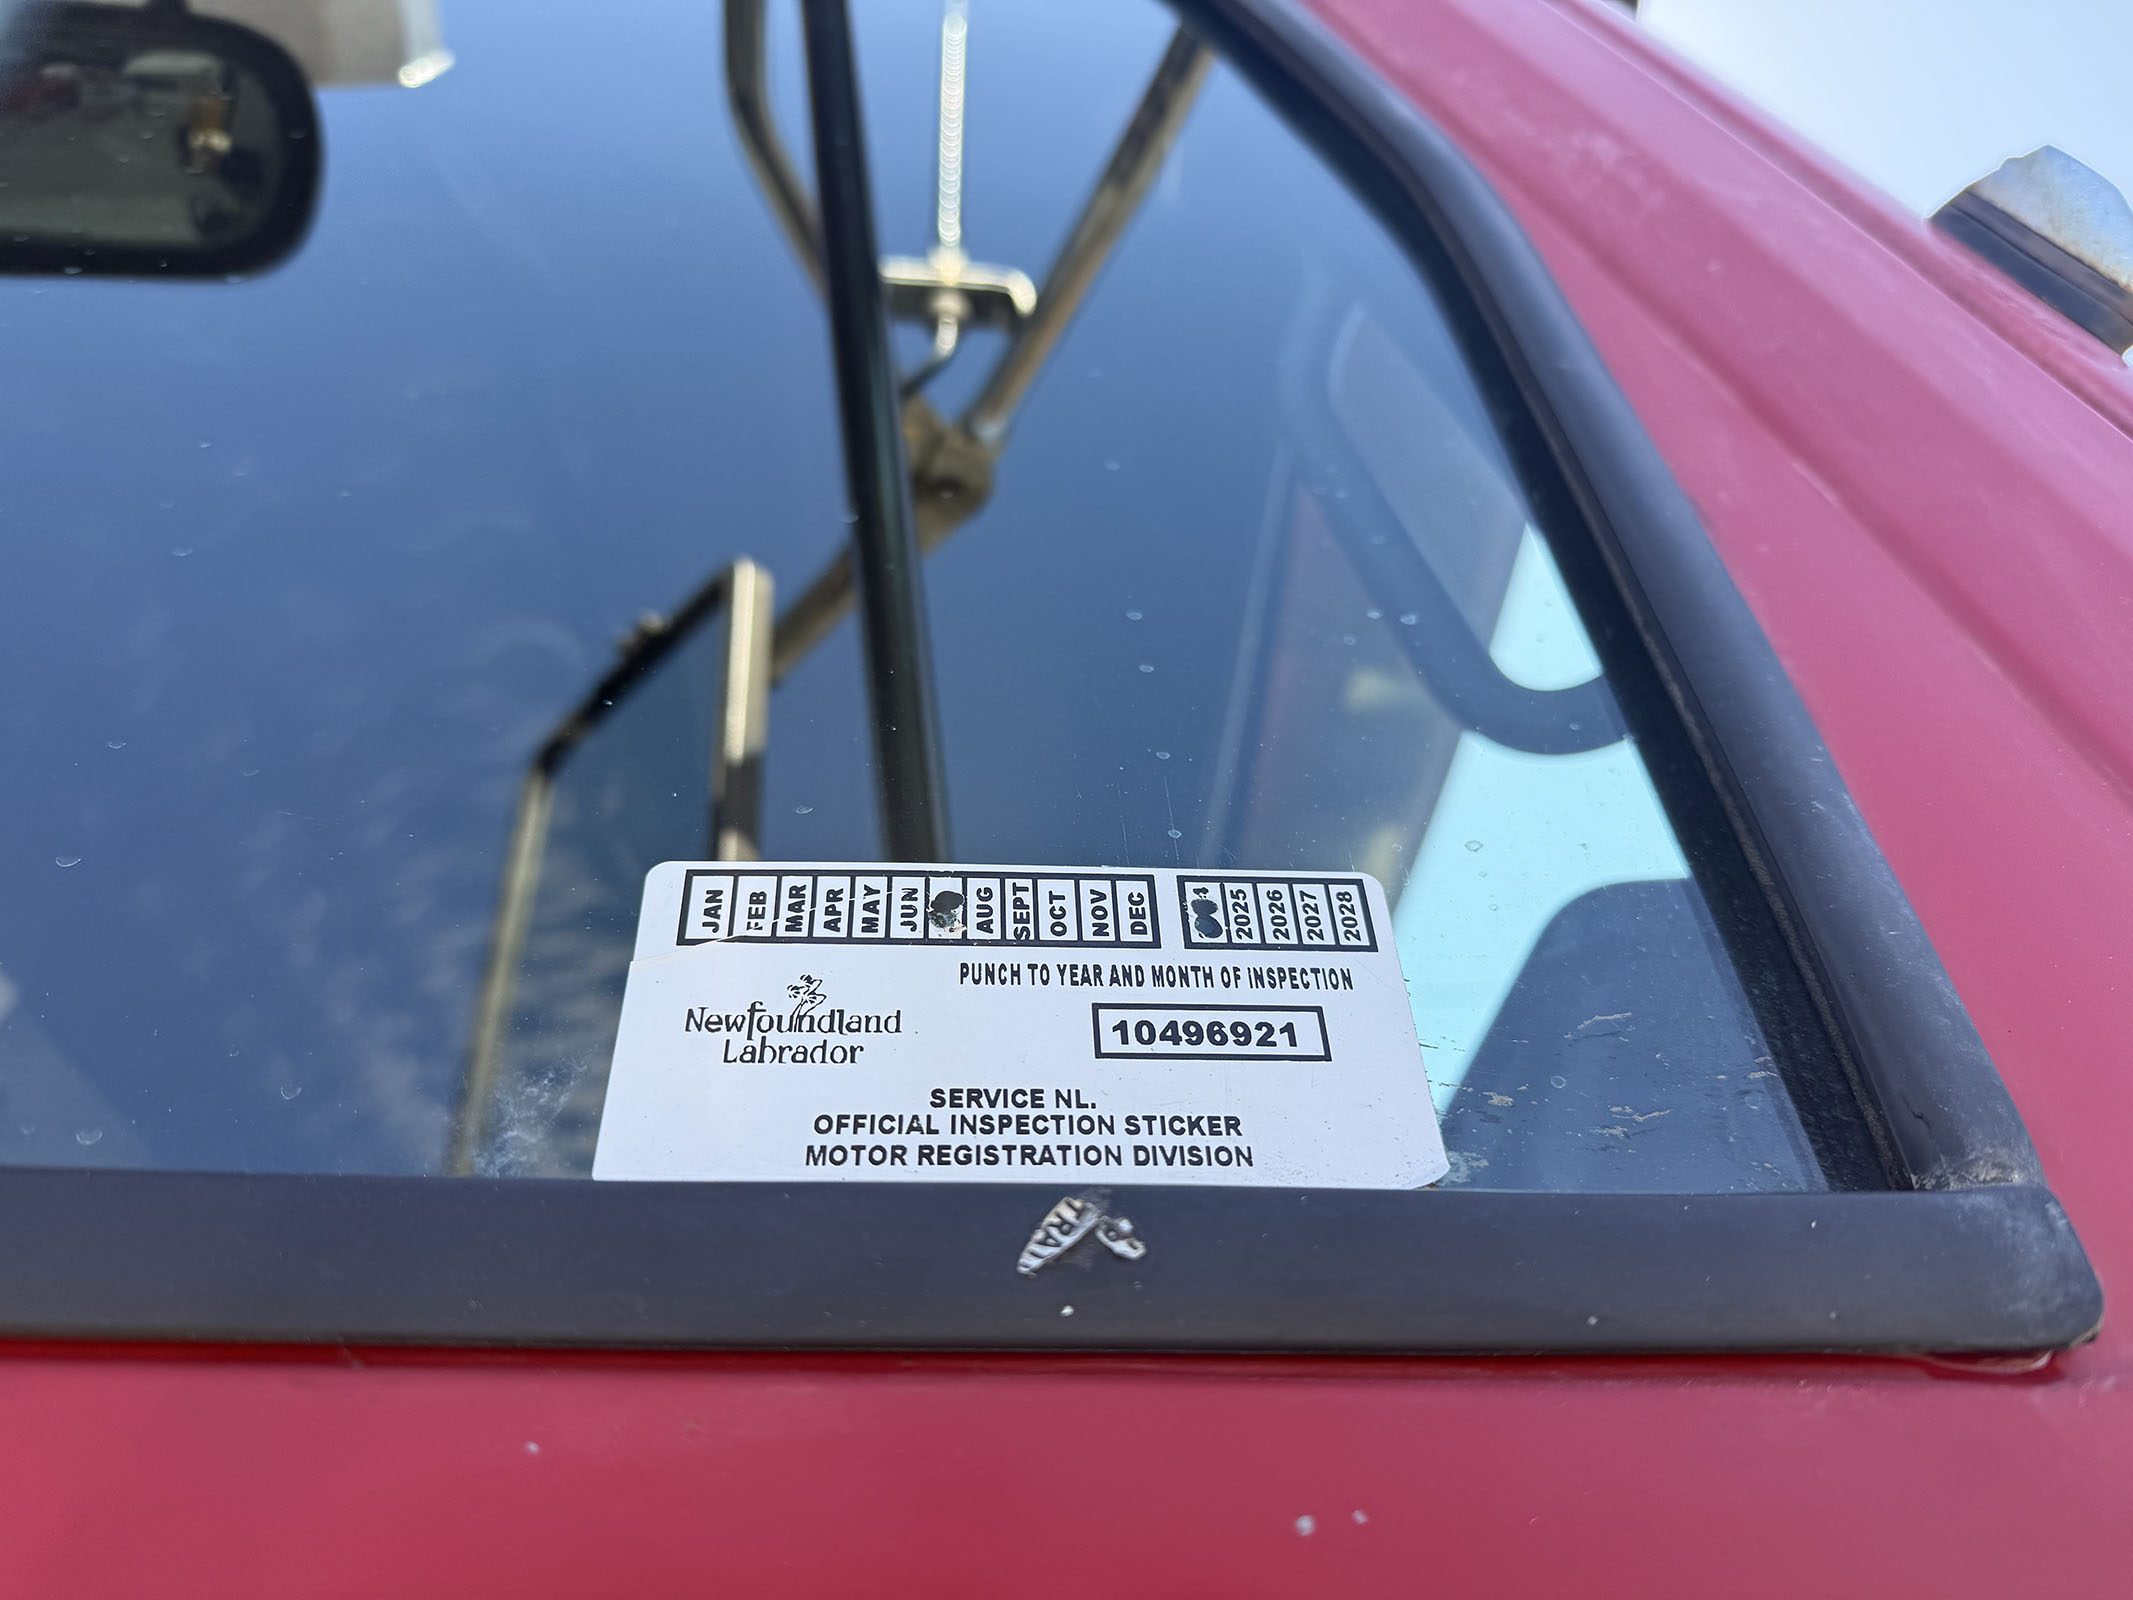 JAN FEB MAR APR MAY JUN AUG SEPT OCT NOV DEC 2025 2026 2027 2028
PUNCH TO YEAR AND MONTH OF INSPECTION
Newfoundland
Labrador
10496921
SERVICE NL.
OFFICIAL INSPECTION STICKER
MOTOR REGISTRATION DIVISION